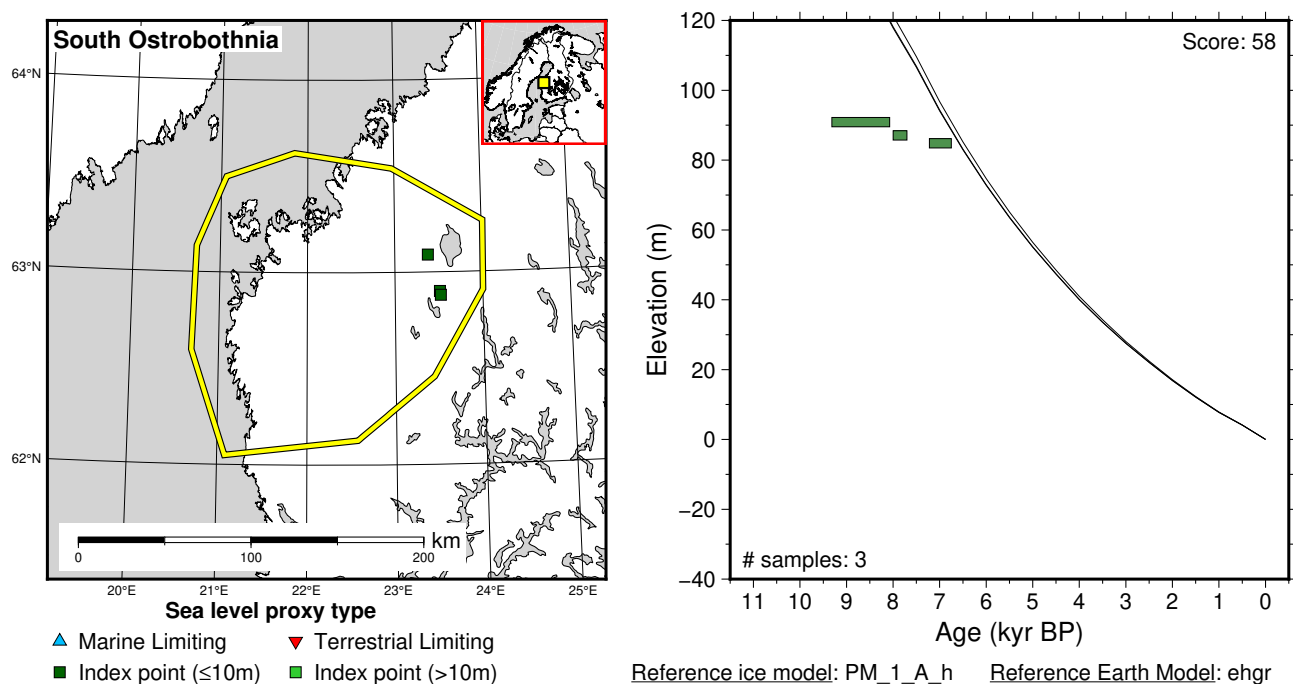 South Ostrobothnia
64°N
63°N
62°N
km
0 100 200
20°E 21°E 22°E 23°E 24°E 25°E
Sea level proxy type
Marine Limiting Terrestrial Limiting
Index point (≤10m) Index point (>10m)
Score: 58
120
100
80
60
40
20
0
−20
−40
Elevation (m)
# samples: 3
11 10 9 8 7 6 5 4 3 2 1 0
Age (kyr BP)
Reference ice model: PM_1_A_h Reference Earth Model: ehgr